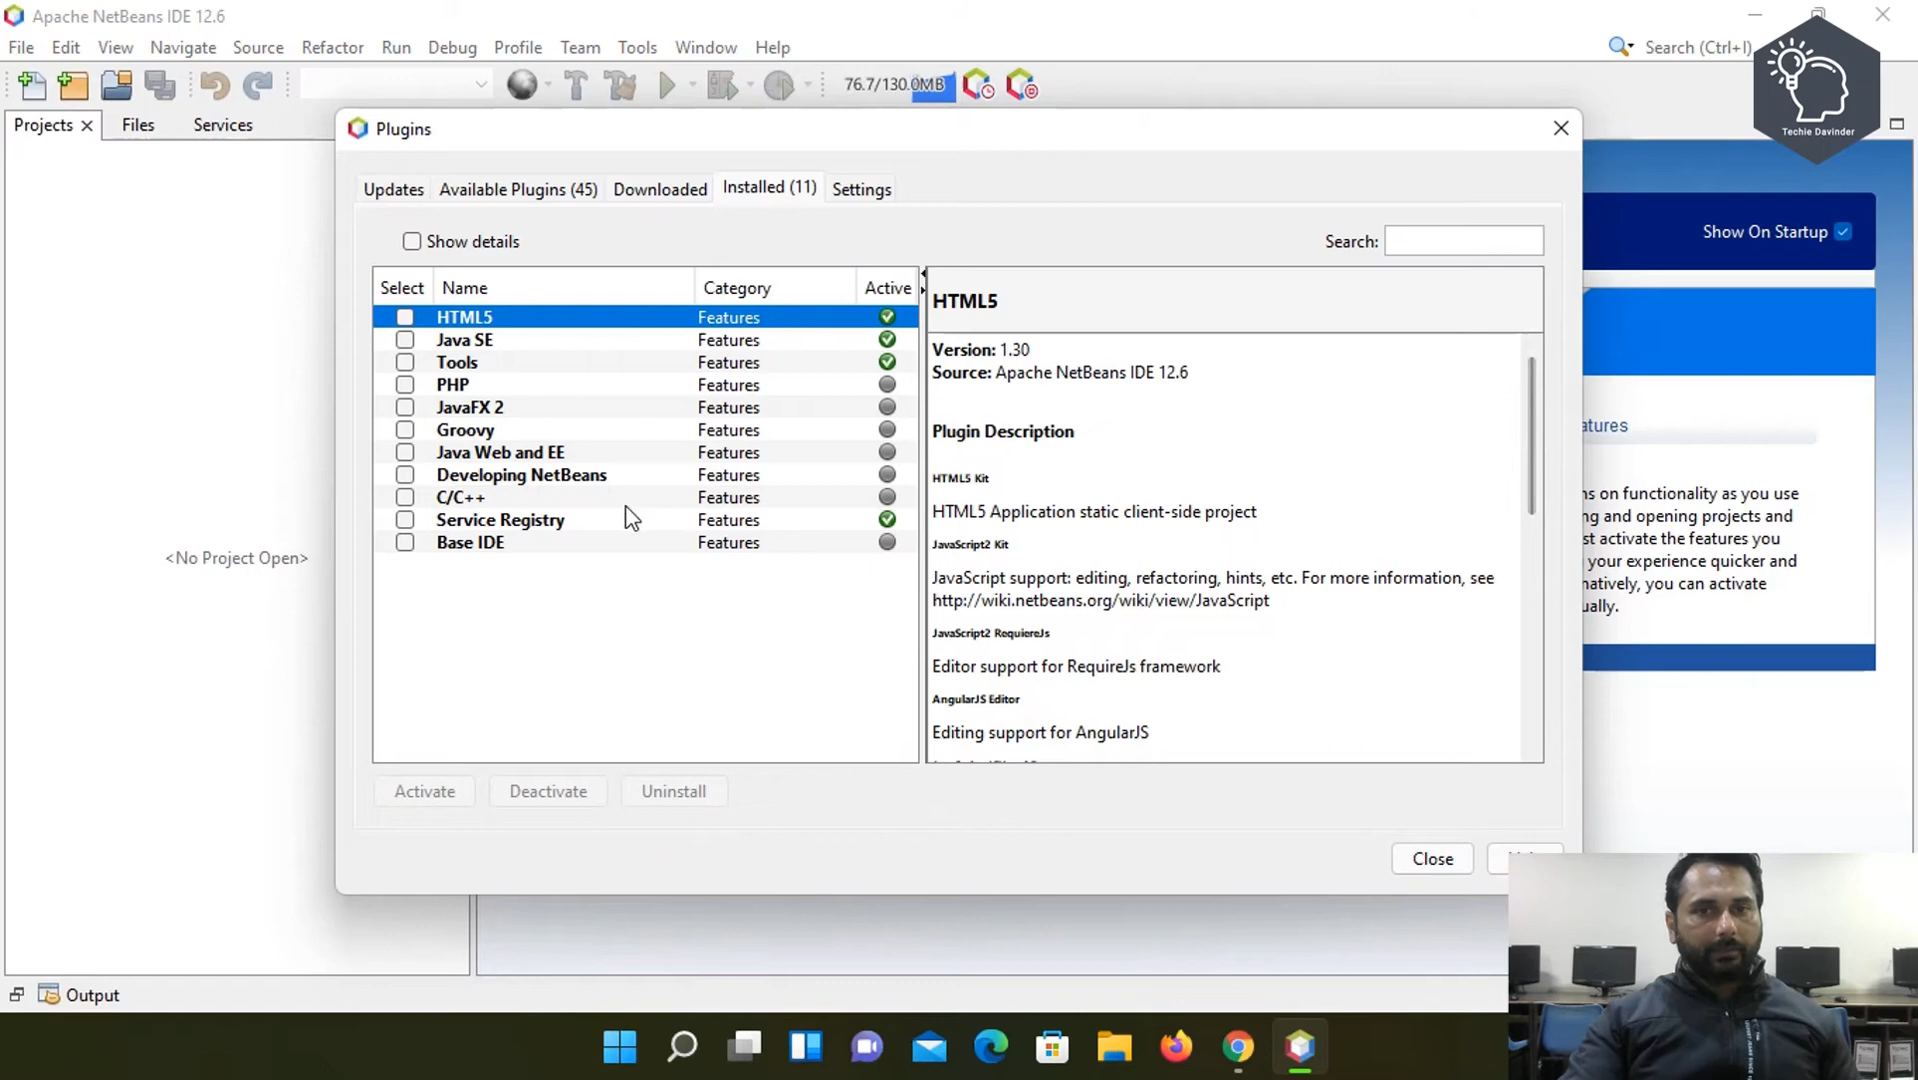 Apache NetBeans IDE 12.6
File Edit View Navigate Source Refactor Run Debug Profile Team Tools Window Help
Search (Ctrl+I)
76.7/130.0MB
Techie Davinder
Projects Files Services
Plugins
Updates Available Plugins (45) Downloaded Installed (11) Settings
Show details
Search:
Show On Startup
Select Name Category Active
HTML5 Features
Java SE Features
Tools Features
PHP Features
JavaFX 2 Features
Groovy Features
Java Web and EE Features
Developing NetBeans Features
C/C++ Features
Service Registry Features
Base IDE Features
HTML5
Version: 1.30
Source: Apache NetBeans IDE 12.6
Plugin Description
HTML5 Kit
HTML5 Application static client-side project
JavaScript2 Kit
JavaScript support: editing, refactoring, hints, etc. For more information, see
http://wiki.netbeans.org/wiki/view/JavaScript
JavaScript2 RequiereJs
Editor support for RequireJs framework
AngularJS Editor
Editing support for AngularJS
<No Project Open>
atures
ns on functionality as you use
ng and opening projects and
st activate the features you
your experience quicker and
natively, you can activate
ually.
Activate Deactivate Uninstall
Close
Output